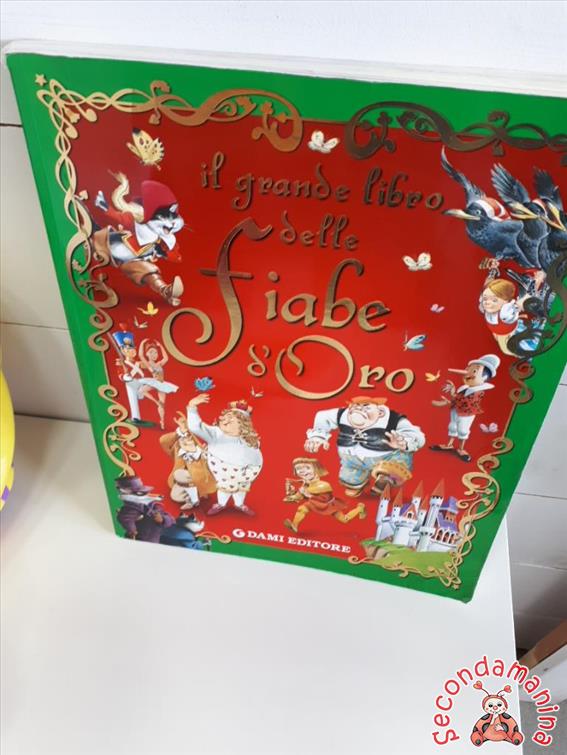 il grande libro
delle
Fiabe
d'Oro
DAMI EDITORE
Secondamanina